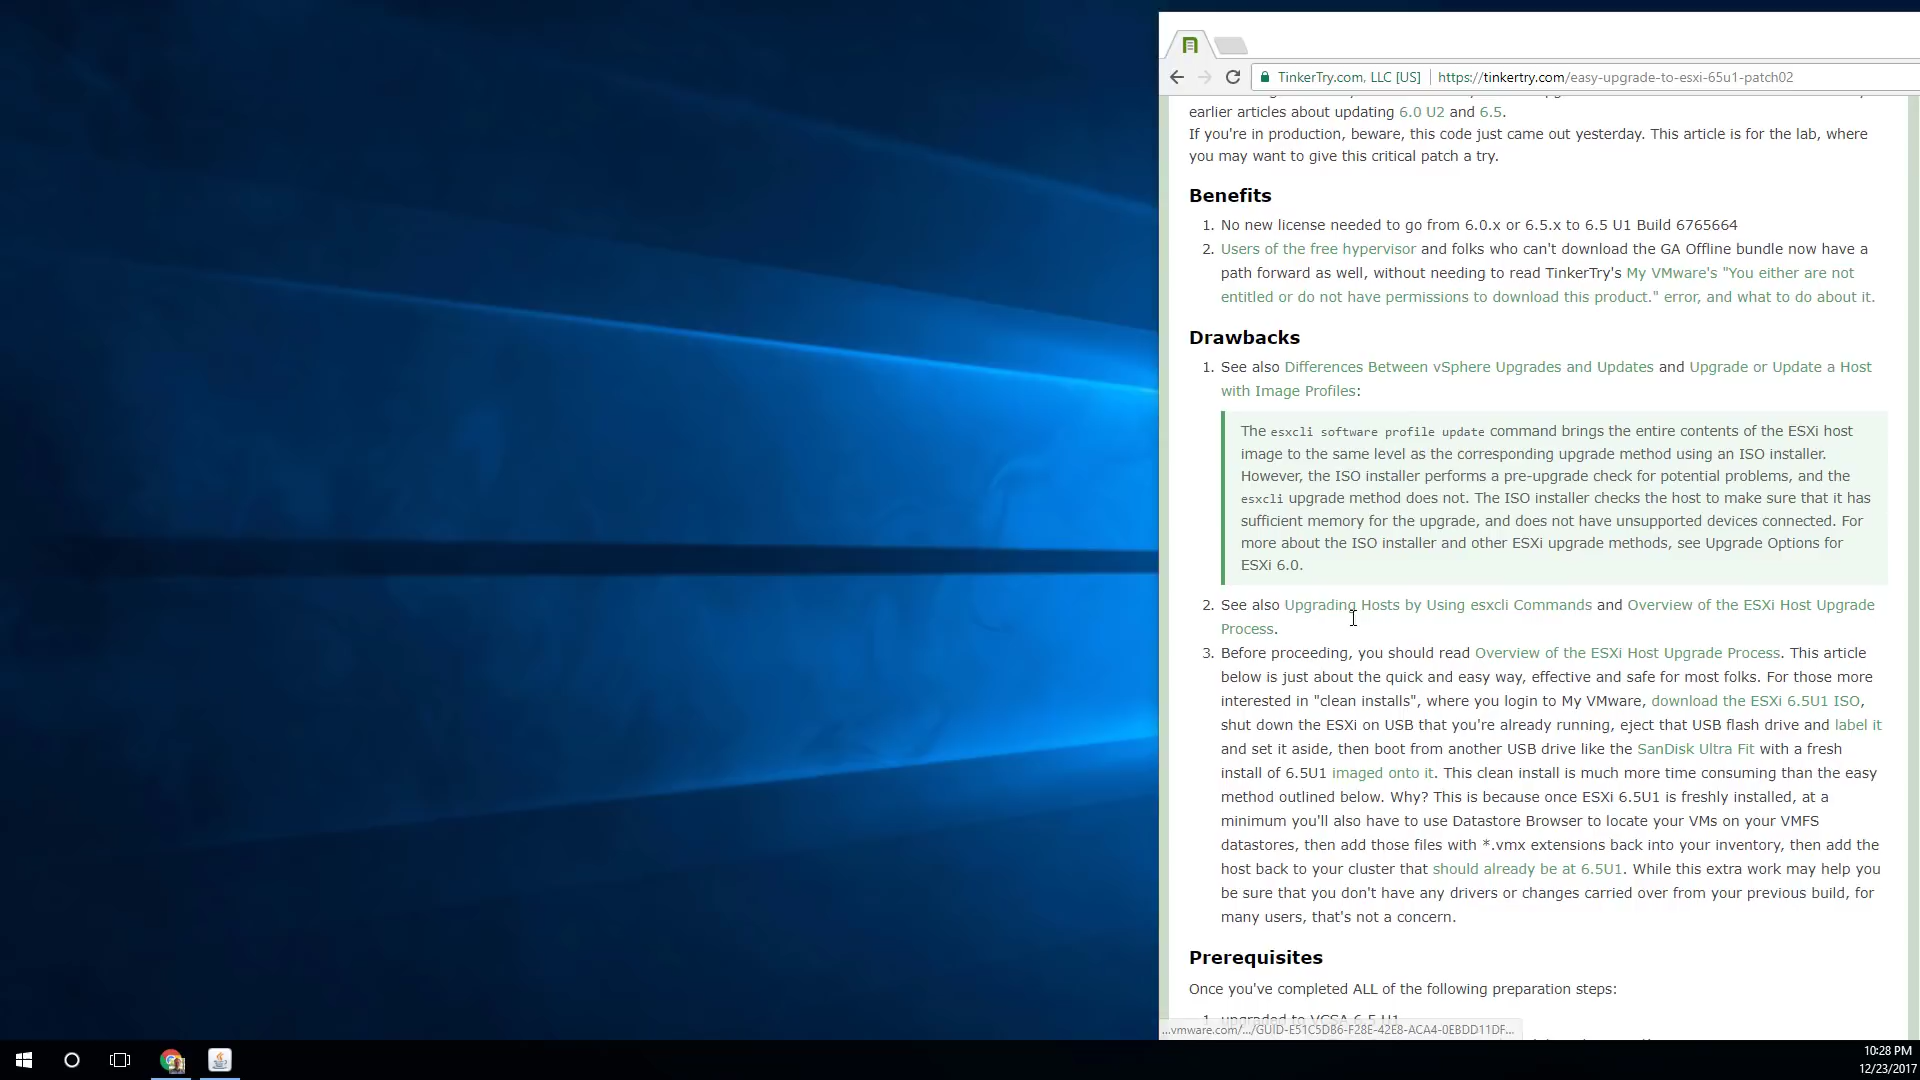 TinkerTry.com, LLC [US]
https://tinkertry.com/easy-upgrade-to-esxi-65u1-patch02
earlier articles about updating 6.0 U2 and 6.5.
If you're in production, beware, this code just came out yesterday. This article is for the lab, where
you may want to give this critical patch a try.
Benefits
1. No new license needed to go from 6.0.x or 6.5.x to 6.5 U1 Build 6765664
2. Users of the free hypervisor and folks who can't download the GA Offline bundle now have a
path forward as well, without needing to read TinkerTry's My VMware's "You either are not
entitled or do not have permissions to download this product." error, and what to do about it.
Drawbacks
1. See also Differences Between vSphere Upgrades and Updates and Upgrade or Update a Host
with Image Profiles:
The esxcli software profile update command brings the entire contents of the ESXi host
image to the same level as the corresponding upgrade method using an ISO installer.
However, the ISO installer performs a pre-upgrade check for potential problems, and the
esxcli upgrade method does not. The ISO installer checks the host to make sure that it has
sufficient memory for the upgrade, and does not have unsupported devices connected. For
more about the ISO installer and other ESXi upgrade methods, see Upgrade Options for
ESXi 6.0.
2. See also Upgrading Hosts by Using esxcli Commands and Overview of the ESXi Host Upgrade
Process.
3. Before proceeding, you should read Overview of the ESXi Host Upgrade Process. This article
below is just about the quick and easy way, effective and safe for most folks. For those more
interested in "clean installs", where you login to My VMware, download the ESXi 6.5U1 ISO,
shut down the ESXi on USB that you're already running, eject that USB flash drive and label it
and set it aside, then boot from another USB drive like the SanDisk Ultra Fit with a fresh
install of 6.5U1 imaged onto it. This clean install is much more time consuming than the easy
method outlined below. Why? This is because once ESXi 6.5U1 is freshly installed, at a
minimum you'll also have to use Datastore Browser to locate your VMs on your VMFS
datastores, then add those files with *.vmx extensions back into your inventory, then add the
host back to your cluster that should already be at 6.5U1. While this extra work may help you
be sure that you don't have any drivers or changes carried over from your previous build, for
many users, that's not a concern.
Prerequisites
Once you've completed ALL of the following preparation steps:
1. upgraded to VCSA 6.5 U1
...vmware.com/.../GUID-E51C5DB6-F28E-42E8-ACA4-0EBDD11DF...
10:28 PM
12/23/2017